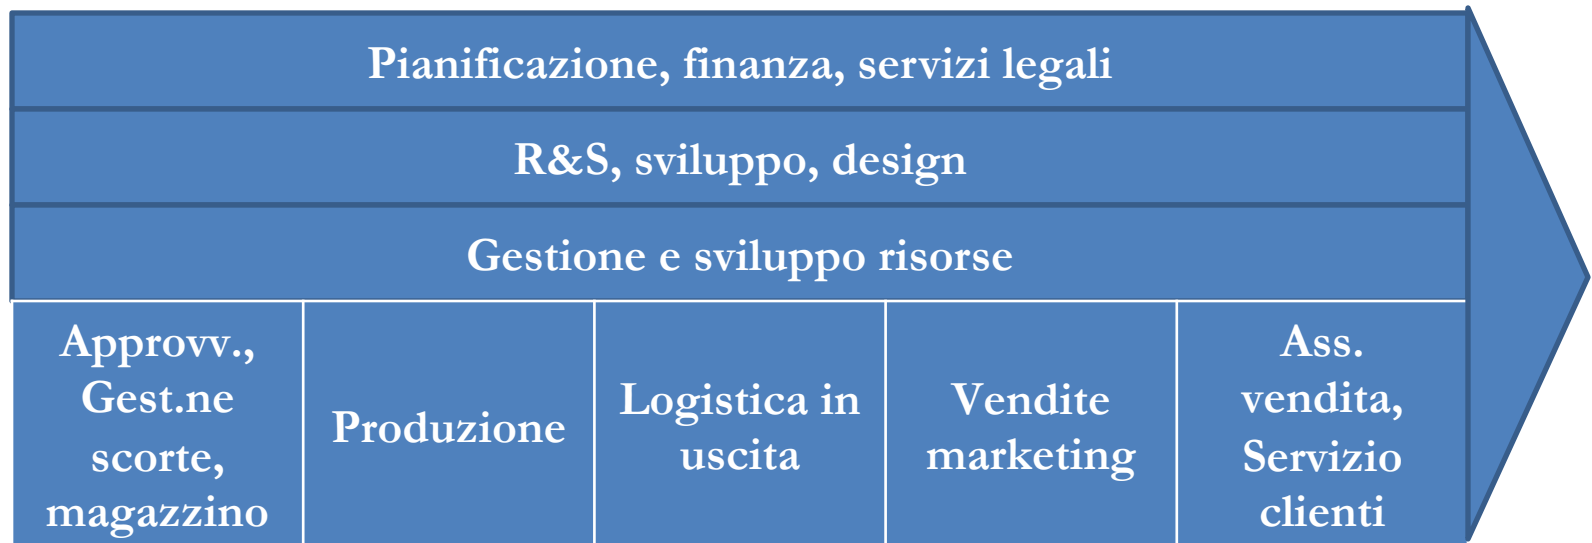 Pianificazione, finanza, servizi legali
R&S, sviluppo, design
Gestione e sviluppo risorse
Approvv.,
Gest.ne
scorte,
magazzino
Produzione
Logistica in
uscita
Vendite
marketing
Ass.
vendita,
Servizio
clienti